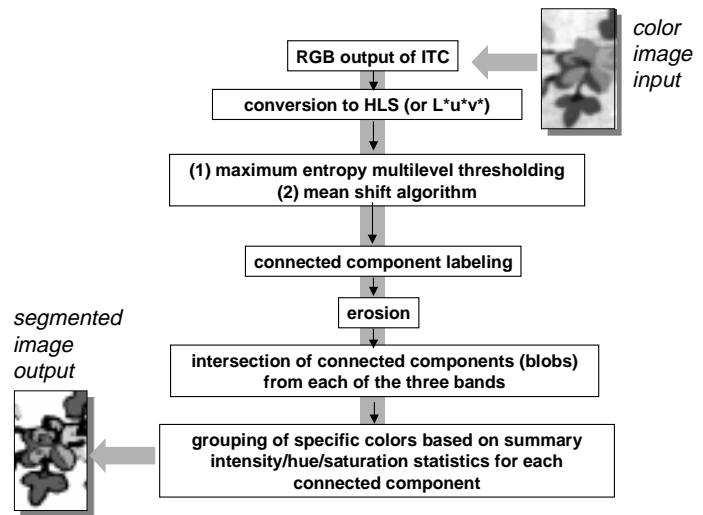 color
image
input
RGB output of ITC
conversion to HLS (or L*u*v*)
(1) maximum entropy multilevel thresholding
(2) mean shift algorithm
connected component labeling
erosion
segmented
image
output
intersection of connected components (blobs)
from each of the three bands
grouping of specific colors based on summary
intensity/hue/saturation statistics for each
connected component